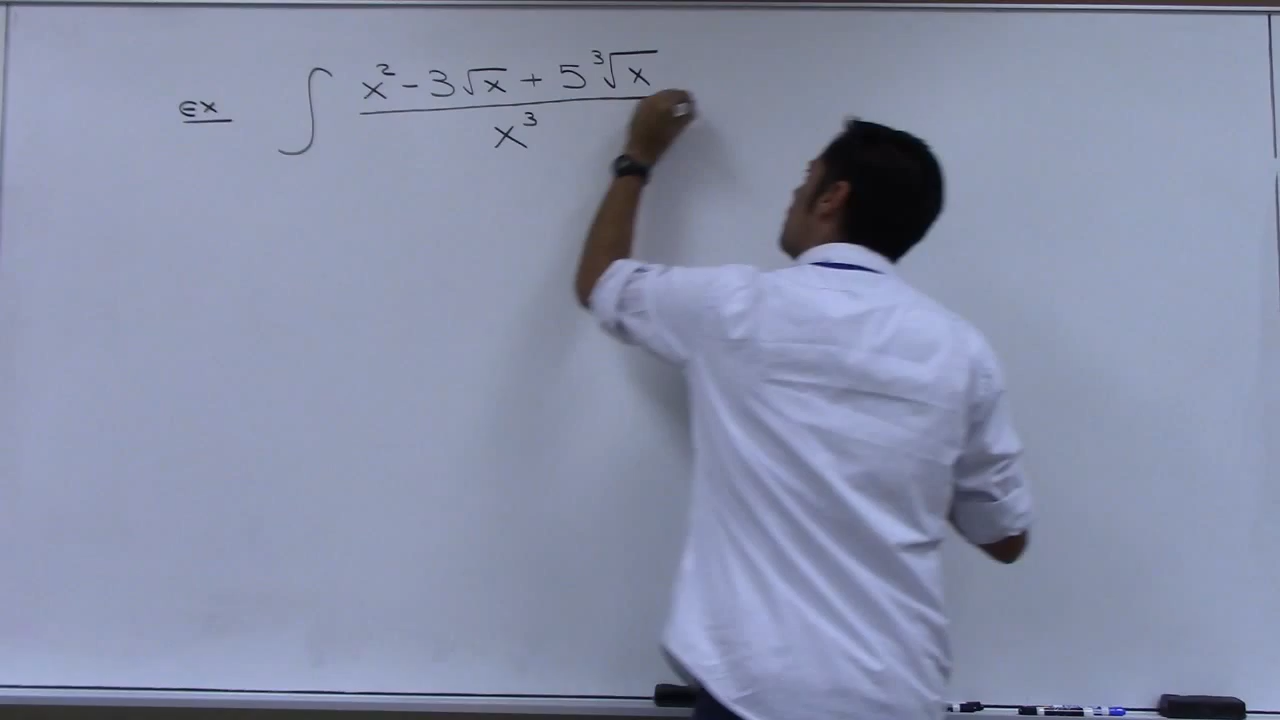 ex ∫ (x² - 3√x + 5∛x) / x³